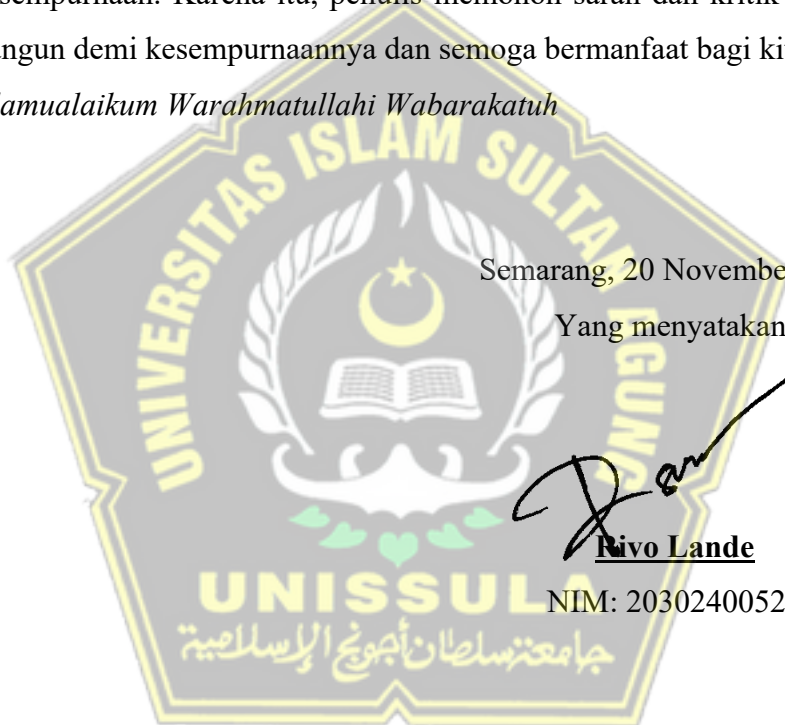 sempurnaan. Karena itu, penulis memohon saran dan kritik
ngun demi kesempurnaannya dan semoga bermanfaat bagi
amualaikum Warahmatullahi Wabarakatuh
UNIVERSITAS ISLAM SULTAN AGUNG
Semarang, 20 Novembe
Yang menyatakan
Rivo Lande
NIM: 2030240052
UNISSULA
جامعة سلطان أجونج الإسلامية